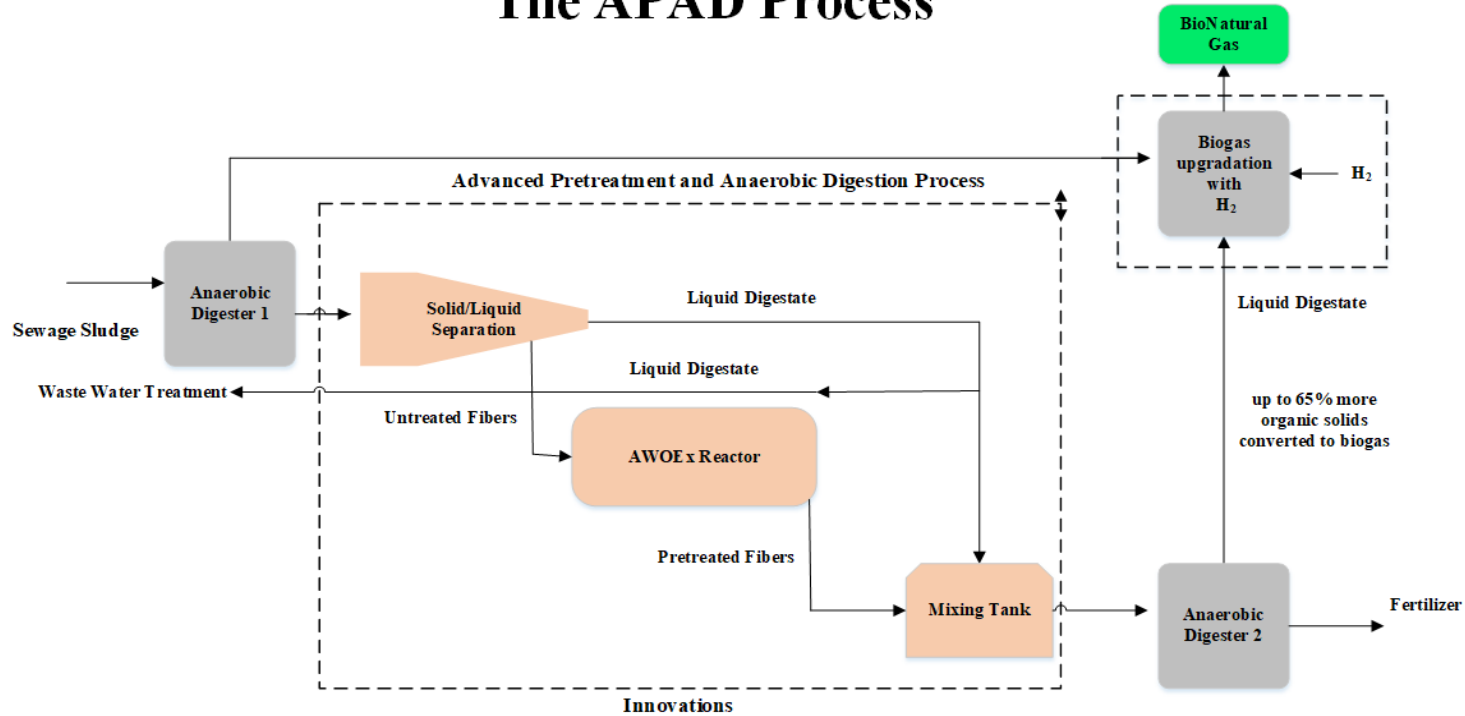 The APAD Process
BioNatural
Gas
Biogas
upgradation
with
H₂
H₂
Advanced Pretreatment and Anaerobic Digestion Process
Anaerobic
Digester 1
Sewage Sludge
Solid/Liquid
Separation
Liquid Digestate
Liquid Digestate
Liquid Digestate
Waste Water Treatment
Untreated Fibers
up to 65% more
organic solids
converted to biogas
AWOEx Reactor
Pretreated Fibers
Mixing Tank
Anaerobic
Digester 2
Fertilizer
Innovations